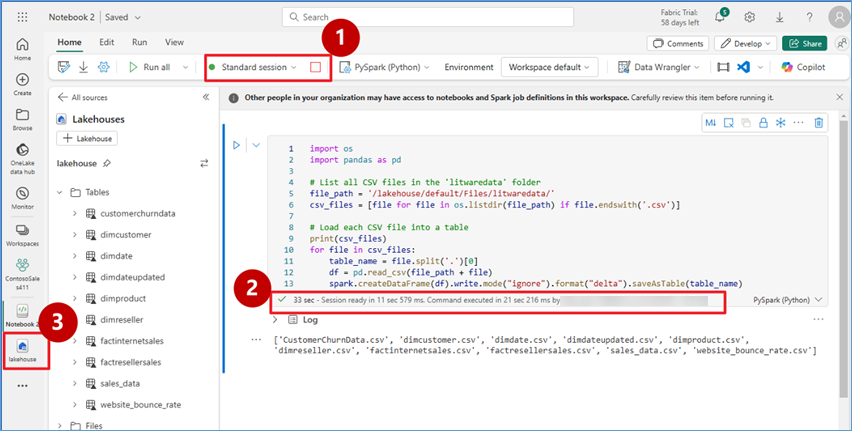 Notebook 2
Saved
Search
Fabric Trial:
58 days left
5
1
Home
Edit
Run
View
Comments
Develop
Share
Run all
Standard session
PySpark (Python)
Environment
Workspace default
Data Wrangler
Copilot
Home
Create
Browse
OneLake
data hub
Monitor
Workspaces
ContosoSale
s411
Notebook 2
3
lakehouse
All sources
Lakehouses
Lakehouse
lakehouse
Tables
customerchurndata
dimcustomer
dimdate
dimdateupdated
dimproduct
dimreseller
factinternetsales
factresellersales
sales_data
website_bounce_rate
Files
Other people in your organization may have access to notebooks and Spark job definitions in this workspace. Carefully review this item before running it.
M↓
1 import os
2 import pandas as pd
3
4 # List all CSV files in the 'litwaredata' folder
5 file_path = '/lakehouse/default/Files/litwaredata/'
6 csv_files = [file for file in os.listdir(file_path) if file.endswith('.csv')]
7
8 # Load each CSV file into a table
9 print(csv_files)
10 for file in csv_files:
11 table_name = file.split('.')[0]
12 df = pd.read_csv(file_path + file)
13 spark.createDataFrame(df).write.mode("ignore").format("delta").saveAsTable(table_name)
2
33 sec - Session ready in 11 sec 579 ms. Command executed in 21 sec 216 ms by
PySpark (Python)
Log
['CustomerChurnData.csv', 'dimcustomer.csv', 'dimdate.csv', 'dimdateupdated.csv', 'dimproduct.csv',
'dimreseller.csv', 'factinternetsales.csv', 'factresellersales.csv', 'sales_data.csv', 'website_bounce_rate.csv']